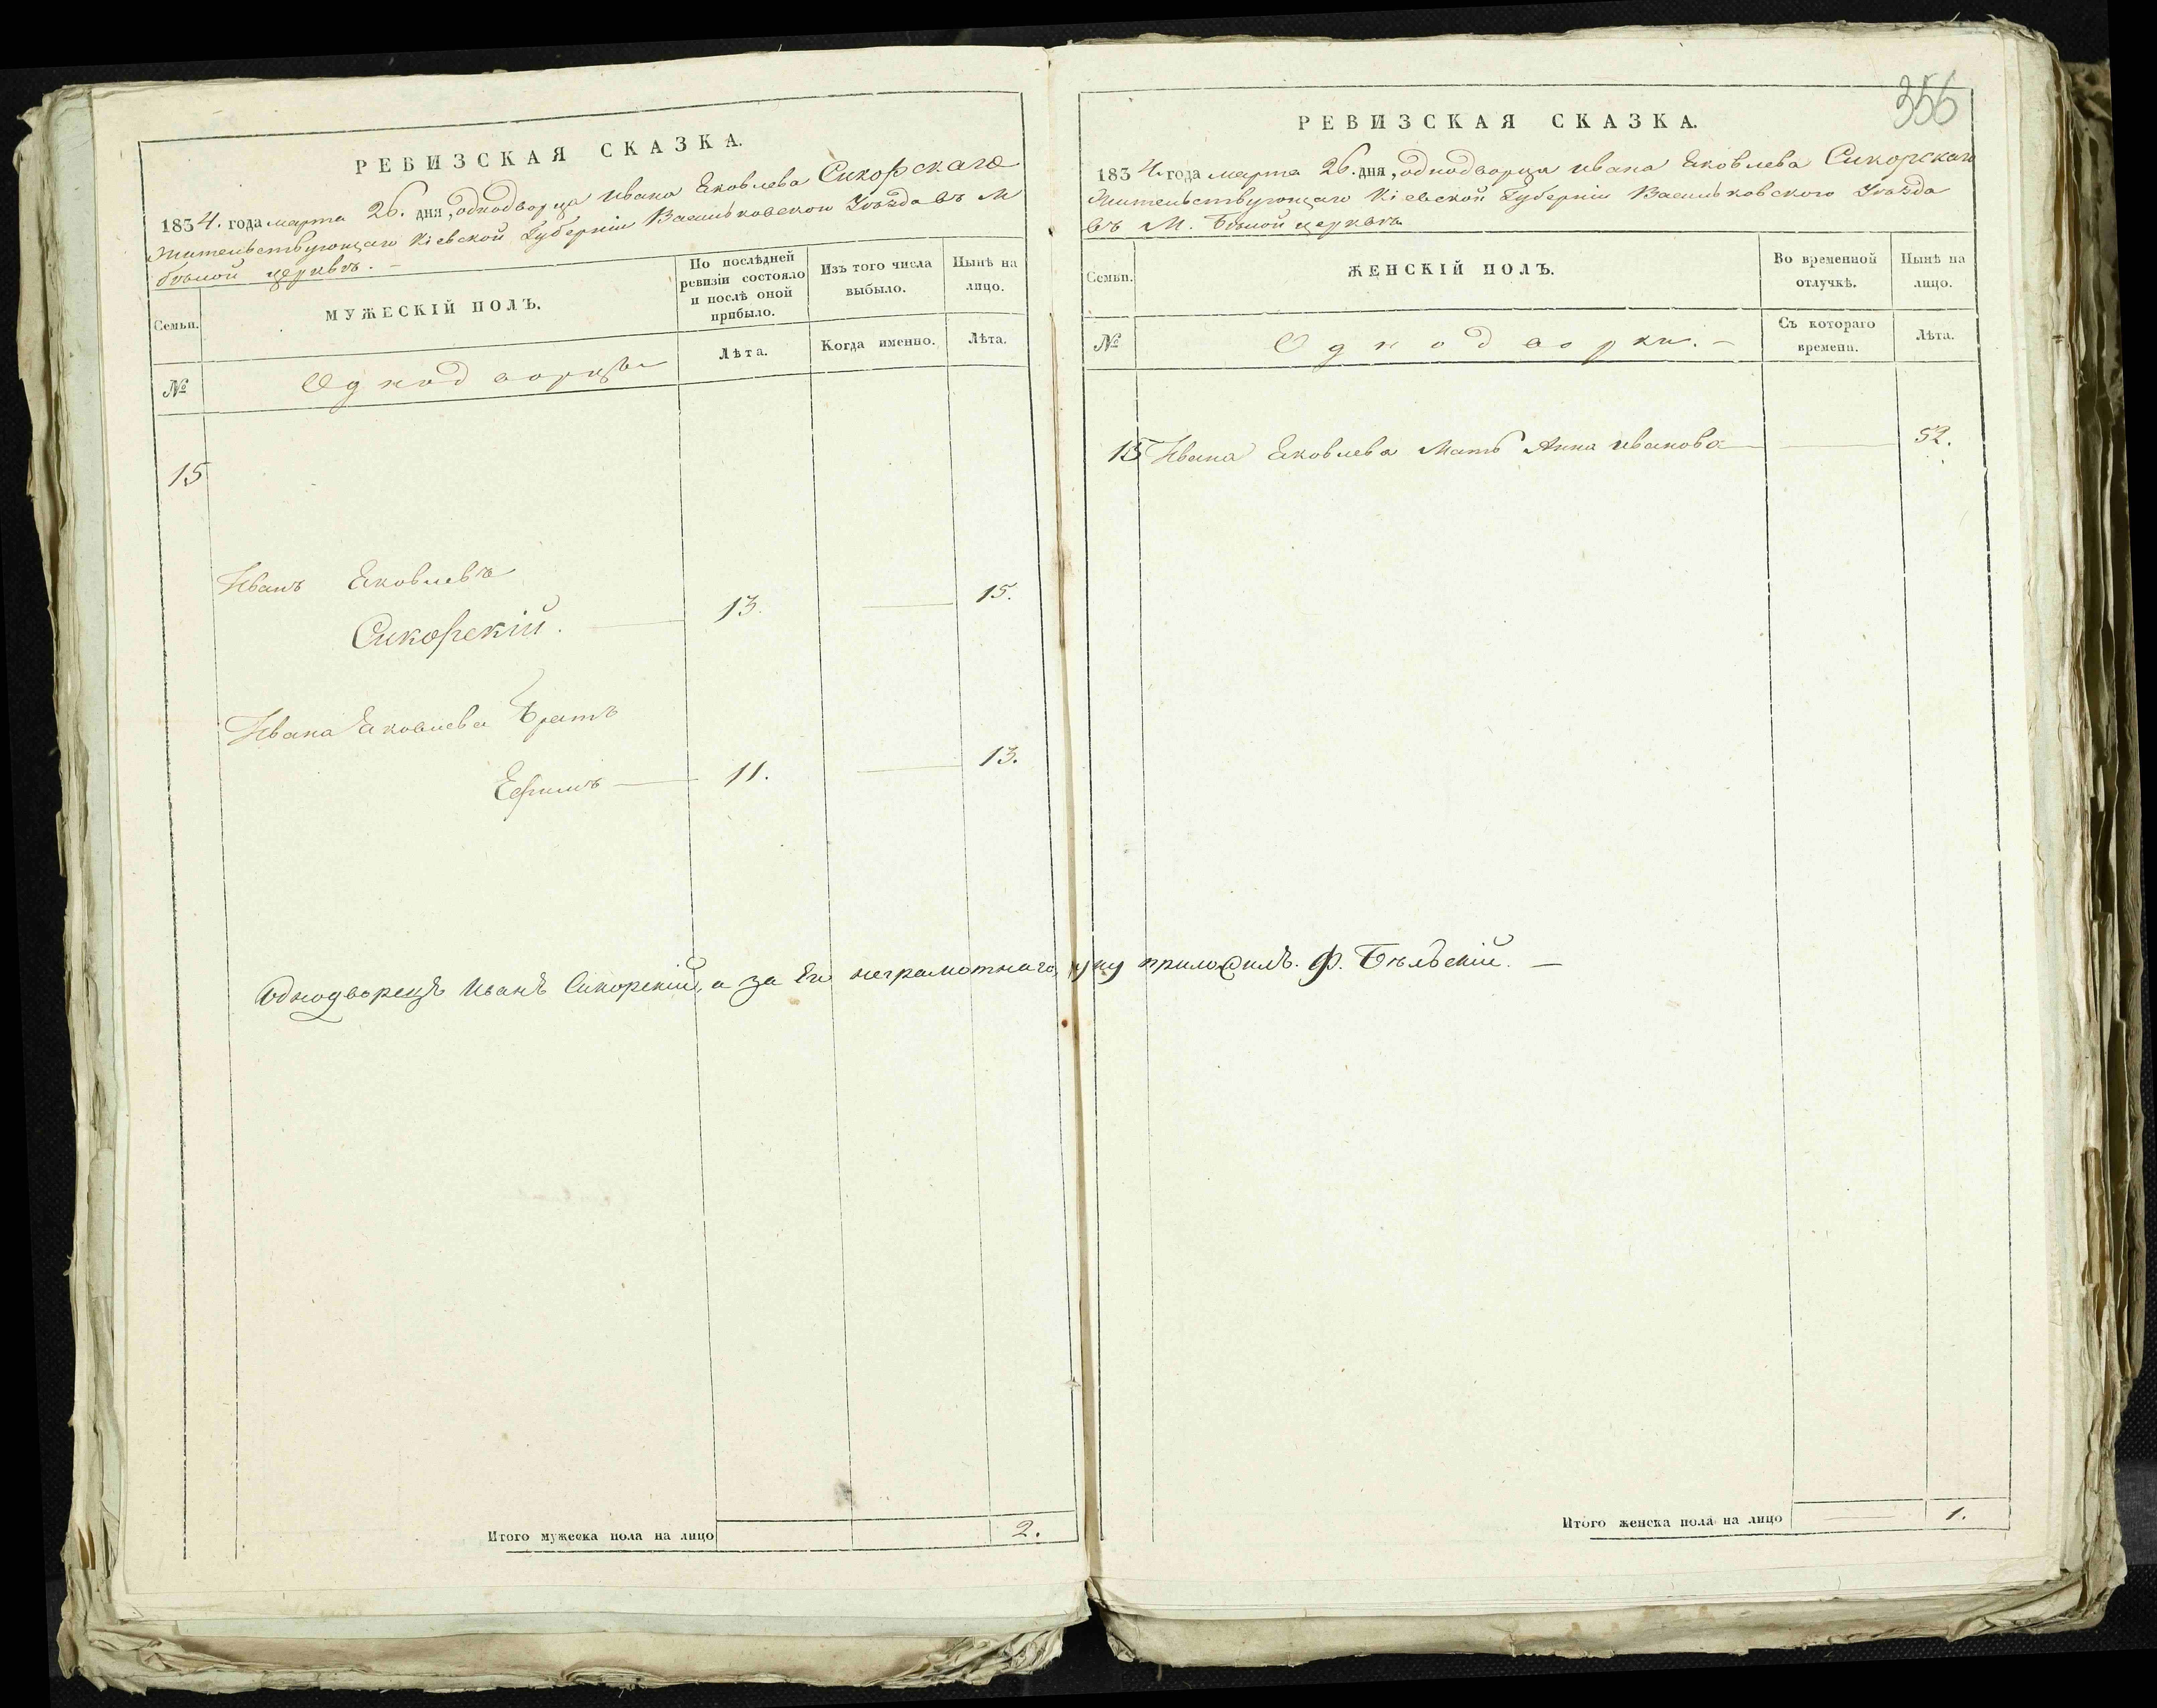 РЕВИЗСКАЯ СКАЗКА.
1834. года марта 26. дня, однодворца Ивана Яковлева Сикорскаго
Жительствующаго Кіевской Губерніи Васильковского Уѣзда въ М
бѣлой церквѣ. –
Семьи.
МУЖЕСКІЙ ПОЛЪ.
По послѣдней
ревизіи состояло
и послѣ оной
прибыло.
Изъ того числа
выбыло.
Нынѣ на
лицо.
№
Однодворцы
Лѣта.
Когда именно.
Лѣта.
15
Иванъ Яковлевъ
Сикорскій. — 13. — 15.
Ивана Яковлева Братъ
Ефимъ — 11. — 13.
Однодворецъ Иванъ Сикорскій, а за Его неграмотнаго руку приложилъ. Ф. Бѣльскій. —
Итого мужеска пола на лицо 2.
356
РЕВИЗСКАЯ СКАЗКА.
1834. года марта 26. дня, однодворца Ивана Яковлева Сикорскаго
Жительствующаго Кіевской Губерніи Васильковского Уѣзда
въ М. Бѣлой церквѣ
Семьи.
ЖЕНСКІЙ ПОЛЪ.
Во временной
отлучкѣ.
Нынѣ на
лицо.
№
Однодворки. –
Съ котораго
времени.
Лѣта.
15 Ивана Яковлева Мать Анна Иванова — 52.
Итого женска пола на лицо — 1.